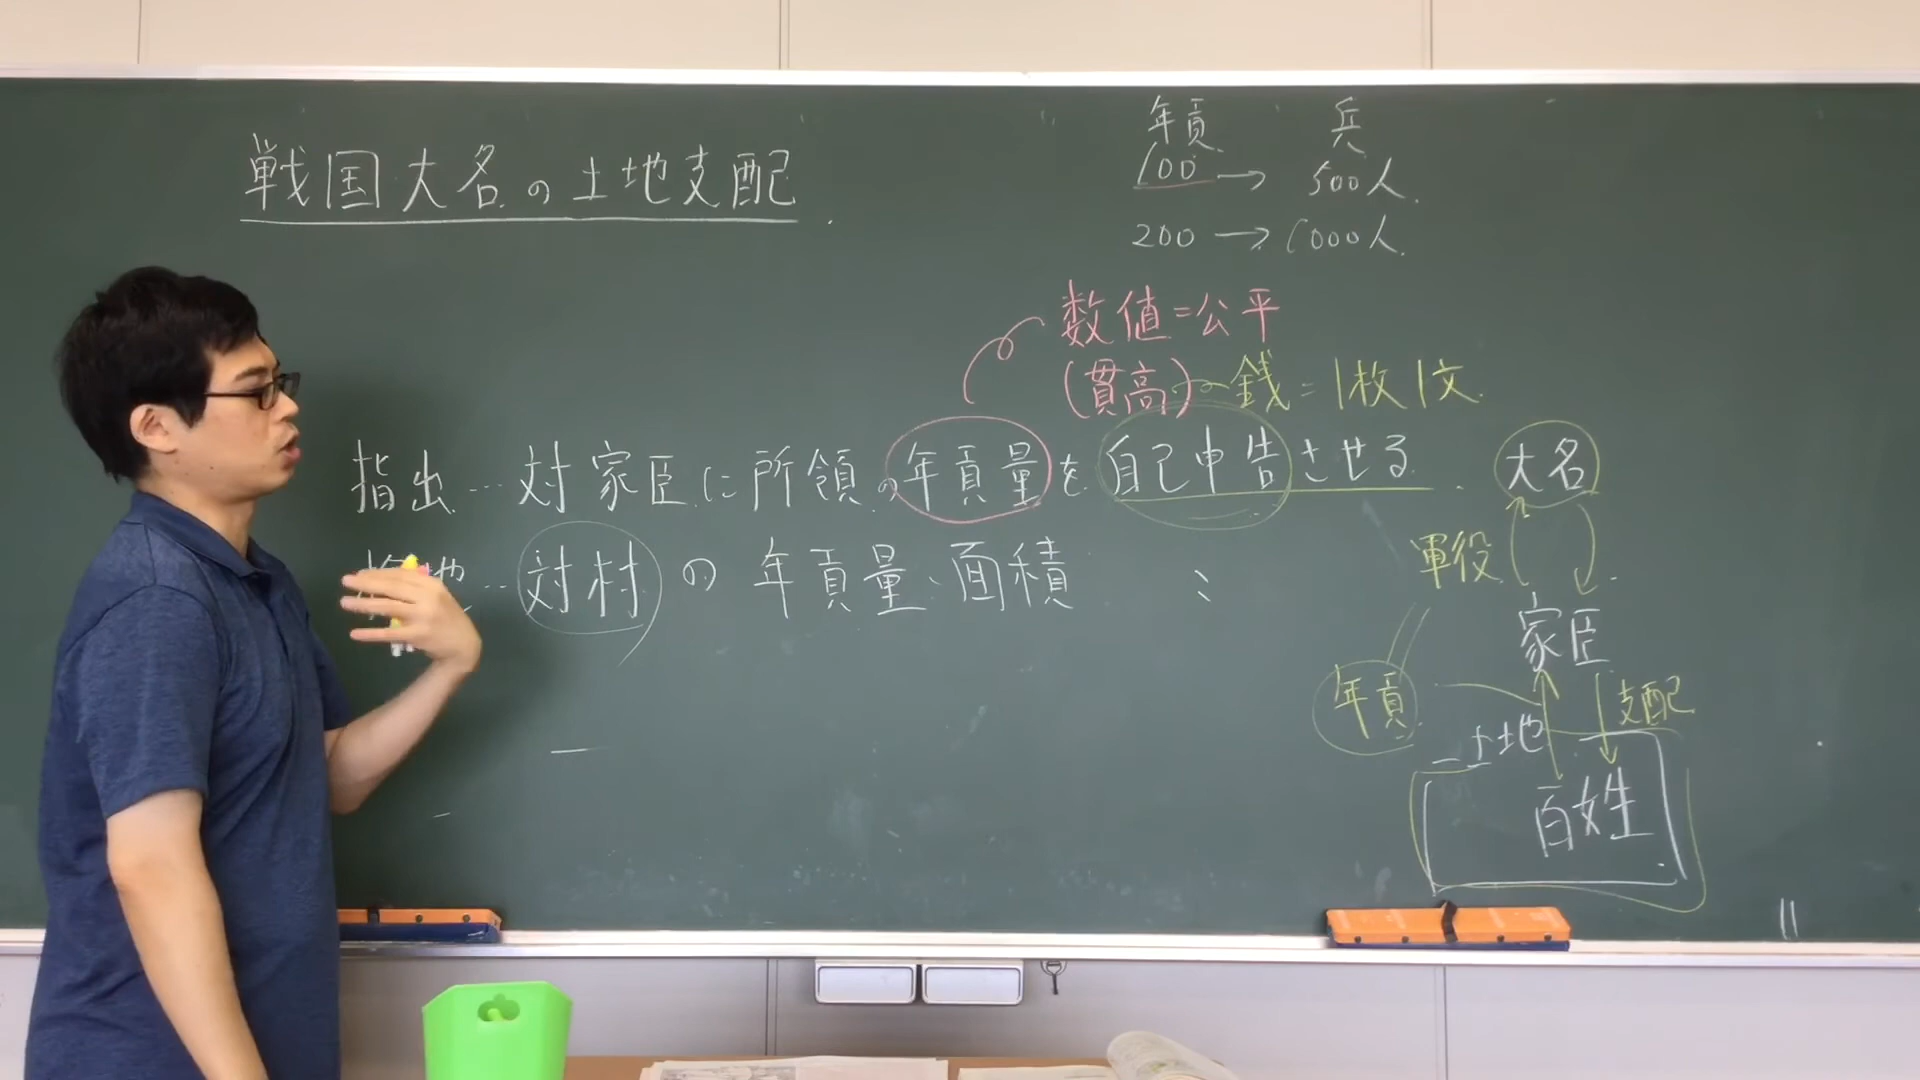 戦国大名の土地支配
年貢 兵
100 → 500人
200 → 1000人
数値=公平
(貫高) 銭=1枚1文
指出…対家臣に所領の年貢量を自己申告させる
地…対村の年貢量、面積 〃
大名
軍役
家臣
年貢
支配
土地
百姓